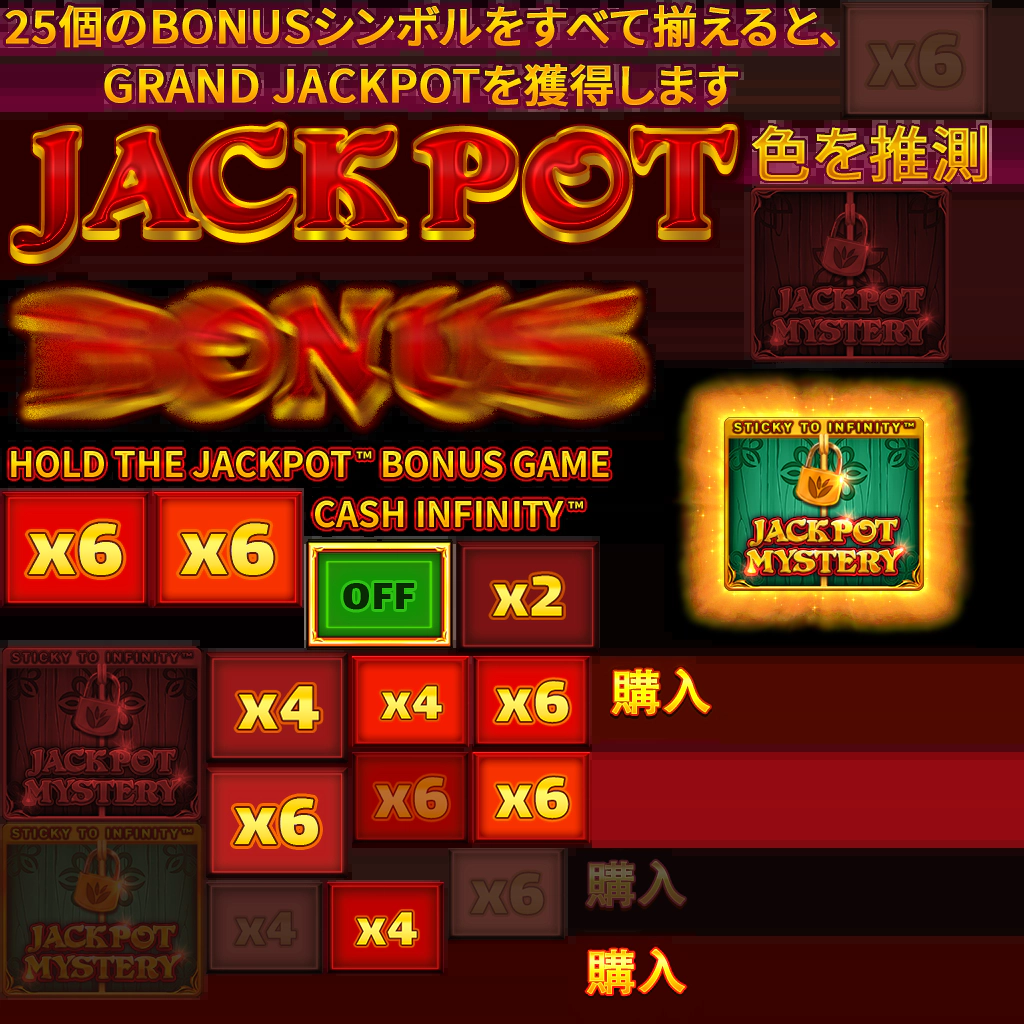 25個のBONUSシンボルをすべて揃えると、
GRAND JACKPOTを獲得します
x6
JACKPOT
色を推測
JACKPOT
MYSTERY
BONUS
HOLD THE JACKPOT™ BONUS GAME
CASH INFINITY™
STICKY TO INFINITY™
JACKPOT
MYSTERY
x6
x6
OFF
x2
STICKY TO INFINITY™
JACKPOT
MYSTERY
x4
x4
x6
購入
x6
x6
x6
STICKY TO INFINITY™
JACKPOT
MYSTERY
x4
x4
x6
購入
購入